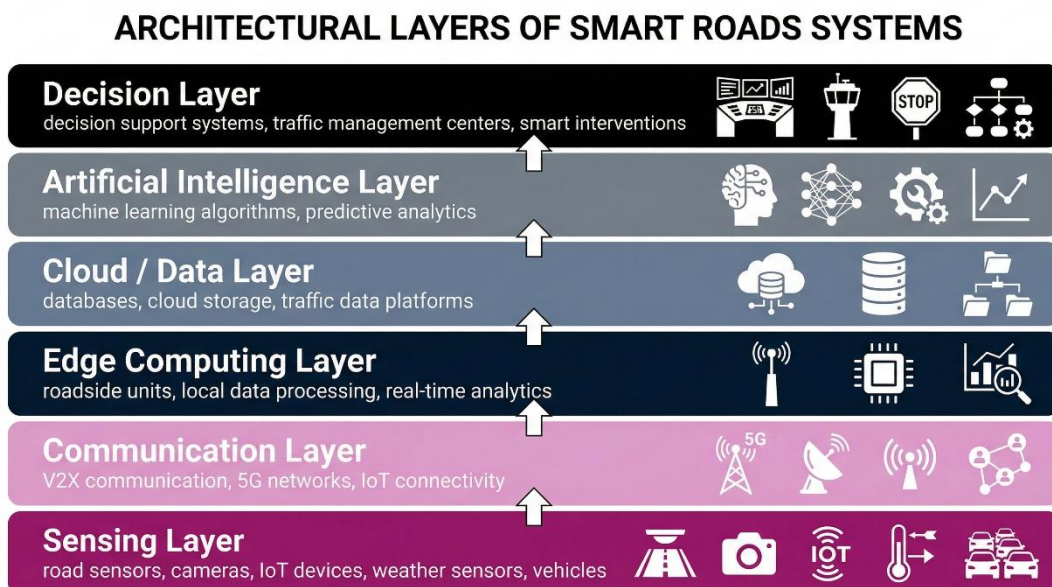 ARCHITECTURAL LAYERS OF SMART ROADS SYSTEMS
Decision Layer
decision support systems, traffic management centers, smart interventions
STOP
Artificial Intelligence Layer
machine learning algorithms, predictive analytics
Cloud / Data Layer
databases, cloud storage, traffic data platforms
Edge Computing Layer
roadside units, local data processing, real-time analytics
Communication Layer
V2X communication, 5G networks, IoT connectivity
5G
Sensing Layer
road sensors, cameras, IoT devices, weather sensors, vehicles
IOT